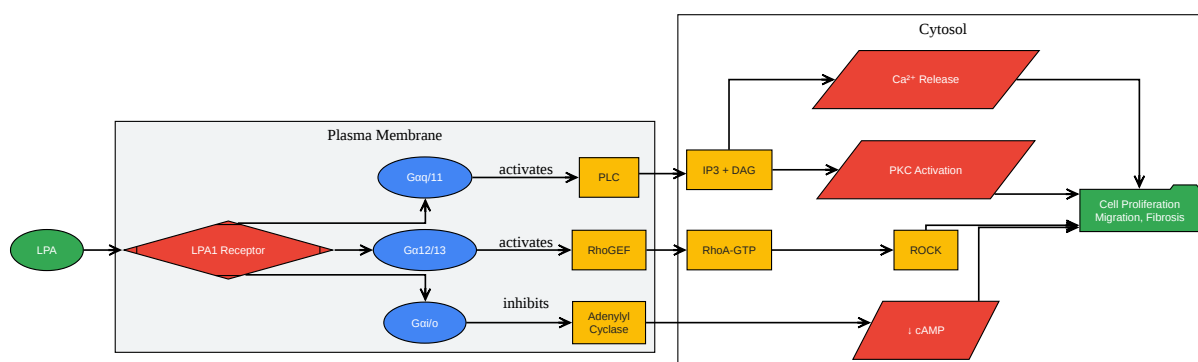 Cytosol
Ca²⁺ Release
Plasma Membrane
Gαq/11
activates
PLC
IP3 + DAG
PKC Activation
Cell Proliferation
Migration, Fibrosis
LPA
LPA1 Receptor
Gα12/13
activates
RhoGEF
RhoA-GTP
ROCK
Gαi/o
inhibits
Adenylyl
Cyclase
↓ cAMP